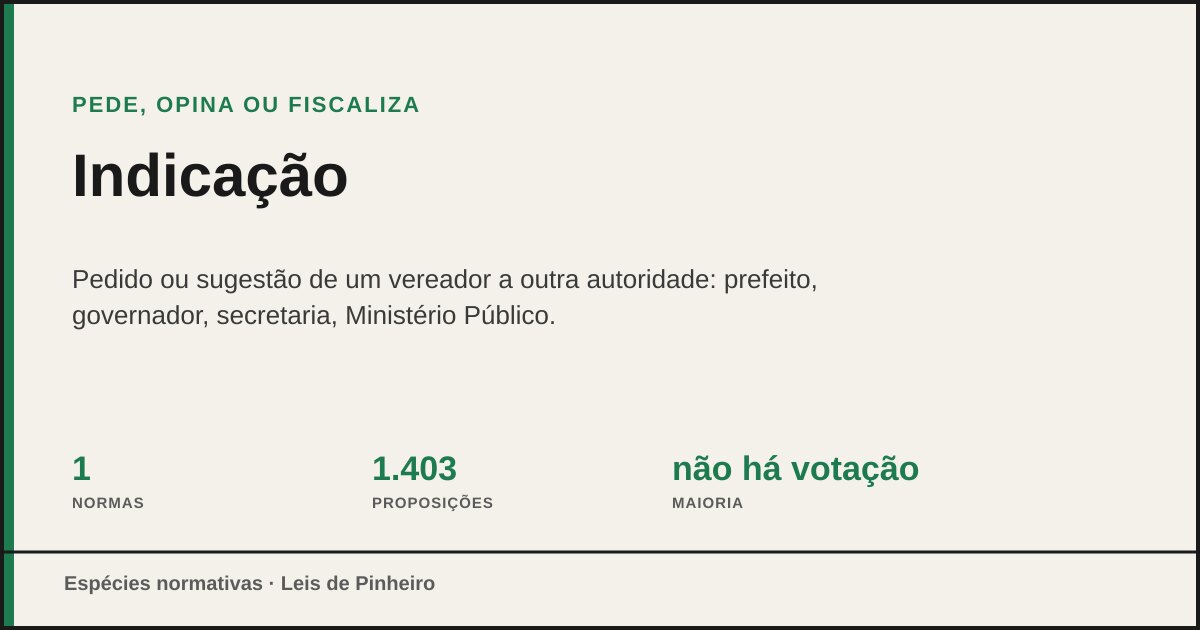 PEDE, OPINA OU FISCALIZA
Indicação
Pedido ou sugestão de um vereador a outra autoridade: prefeito,
governador, secretaria, Ministério Público.
1
NORMAS
1.403
PROPOSIÇÕES
não há votação
MAIORIA
Espécies normativas · Leis de Pinheiro